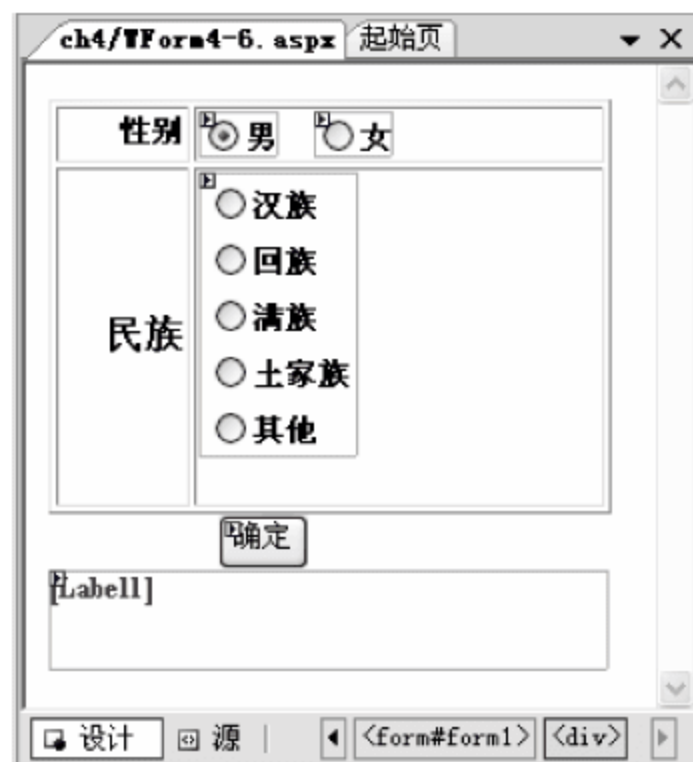 ch4/WForm4-6.aspx 起始页
性别 男 女
汉族
回族
满族
民族
土家族
其他
确定
[Label1]
设计 源 <form#form1> <div>